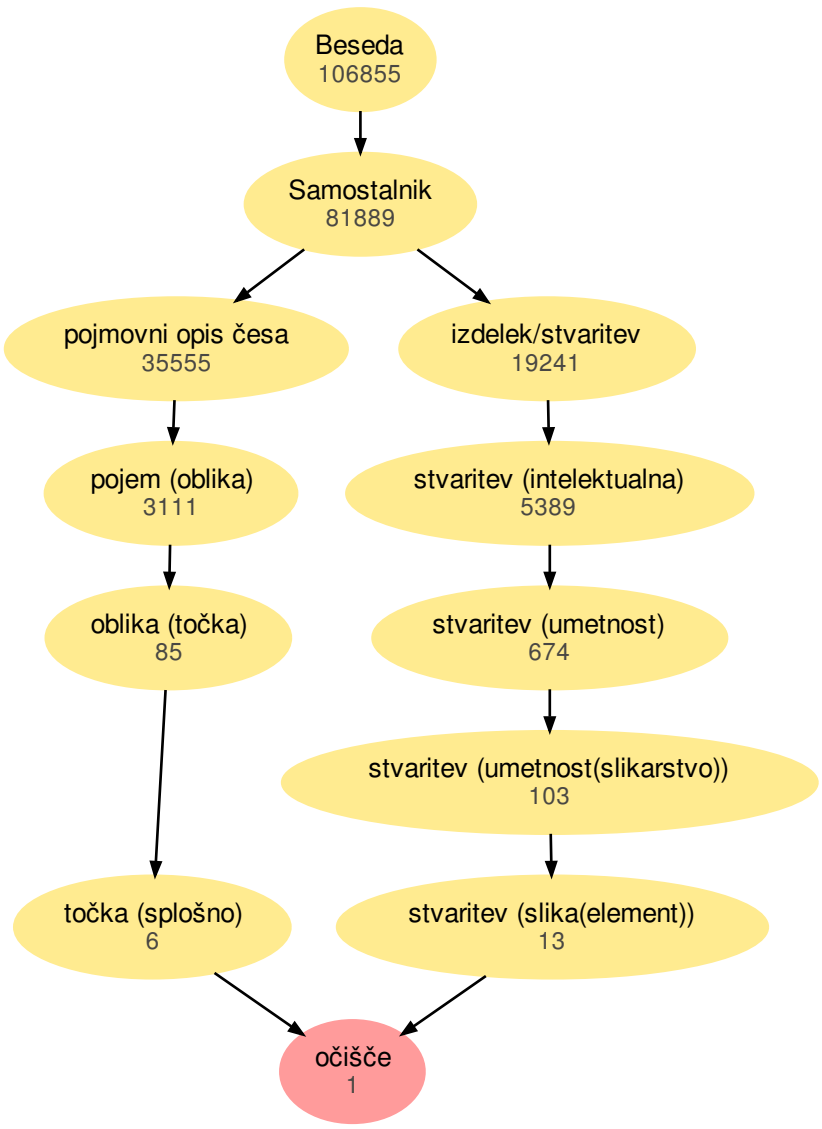 Beseda
106855
Samostalnik
81889
pojmovni opis česa
35555
izdelek/stvaritev
19241
pojem (oblika)
3111
stvaritev (intelektualna)
5389
oblika (točka)
85
stvaritev (umetnost)
674
stvaritev (umetnost(slikarstvo))
103
točka (splošno)
6
stvaritev (slika(element))
13
očišče
1